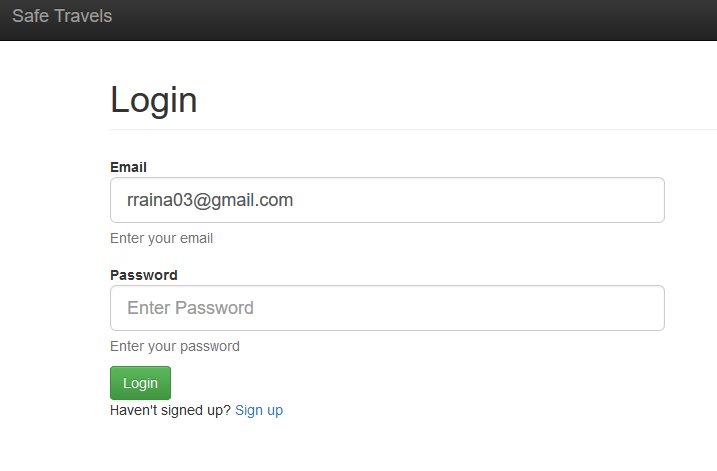 Safe Travels
Login
Email
rraina03@gmail.com
Enter your email
Password
Enter Password
Enter your password
Login
Haven't signed up? Sign up